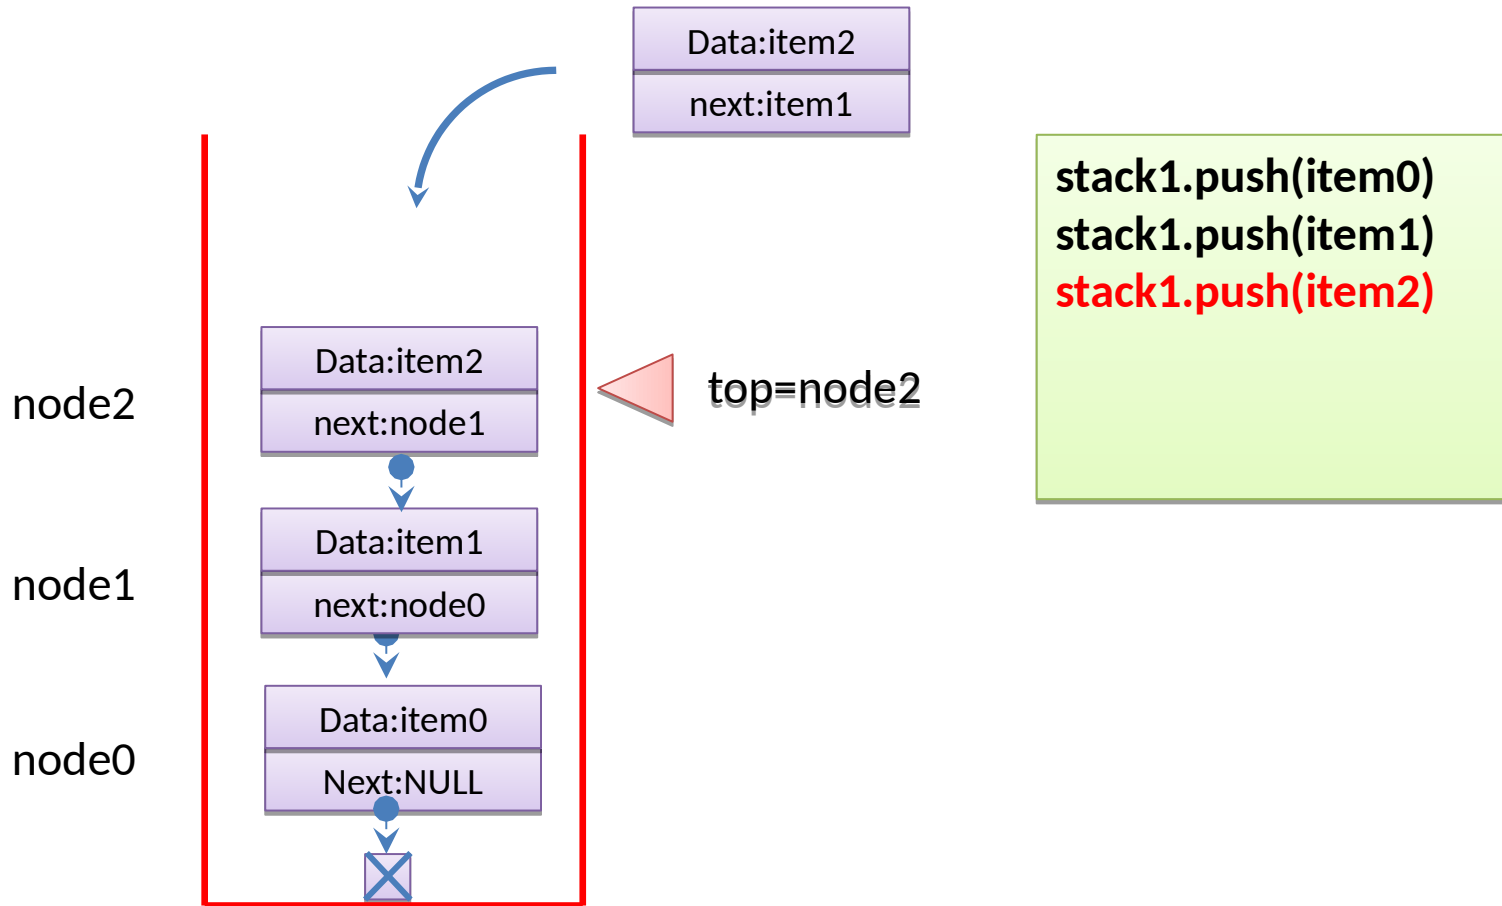 Data:item2
next:item1
stack1.push(item0)
stack1.push(item1)
stack1.push(item2)
node2
Data:item2
next:node1
top=node2
node1
Data:item1
next:node0
node0
Data:item0
Next:NULL